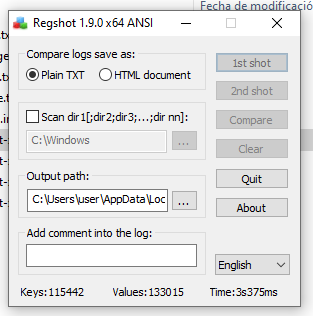 Fecha de modificació
Regshot 1.9.0 x64 ANSI
Compare logs save as:
Plain TXT
HTML document
1st shot
2nd shot
Scan dir1[;dir2;dir3;...;dir nn]:
Compare
C:\Windows
...
Clear
Output path:
Quit
C:\Users\user\AppData\Loc
...
About
Add comment into the log:
English
Keys:115442 Values:133015 Time:3s375ms